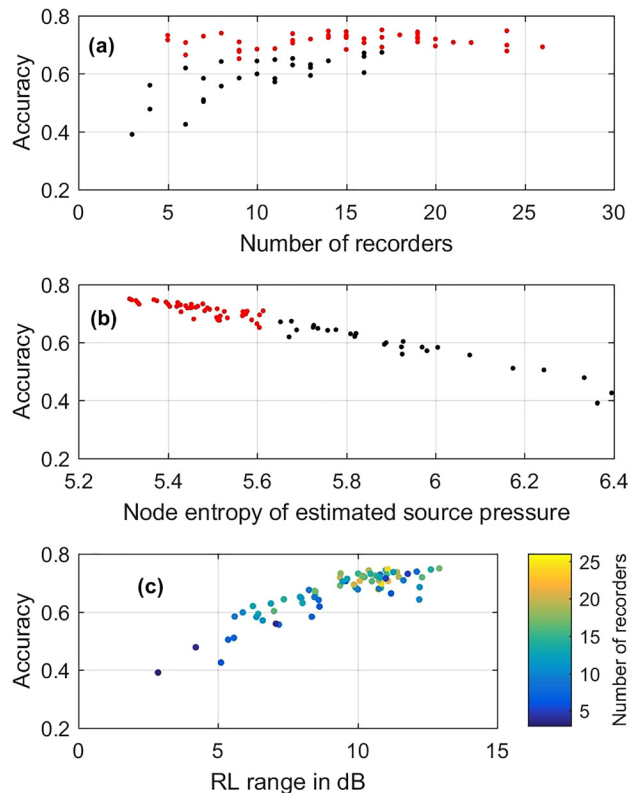 0.8
(a)
0.6
0.4
0.2
Accuracy
0 5 10 15 20 25 30
Number of recorders
0.8
(b)
0.6
0.4
0.2
Accuracy
5.2 5.4 5.6 5.8 6 6.2 6.4
Node entropy of estimated source pressure
0.8
(c)
0.6
0.4
0.2
Accuracy
0 5 10 15
RL range in dB
25
20
15
10
5
Number of recorders